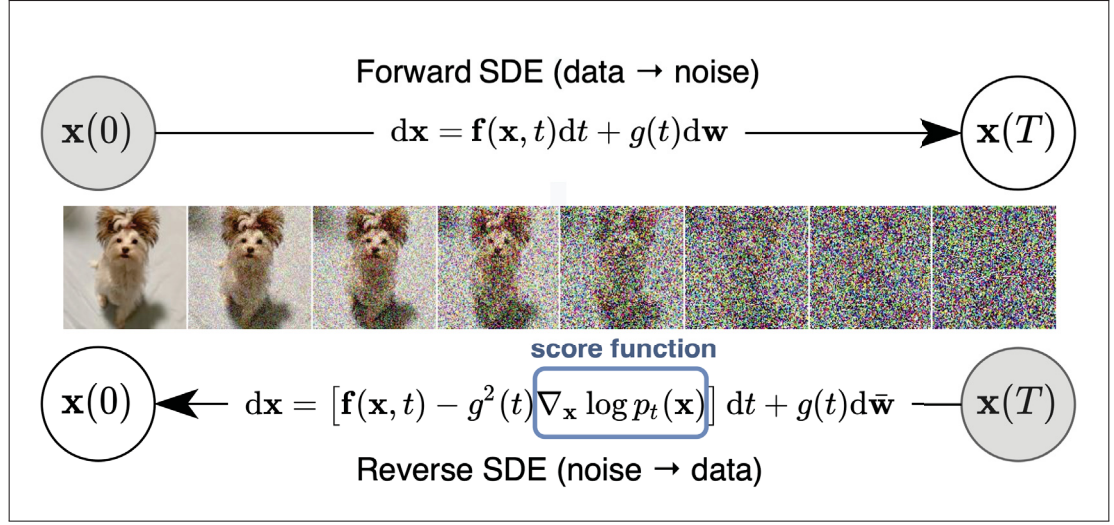 Forward SDE (data → noise)
x(0) dx = f(x, t)dt + g(t)dw x(T)
score function
x(0) dx = [f(x, t) − g²(t)∇ₓ log pₜ(x)] dt + g(t)dw̄ x(T)
Reverse SDE (noise → data)